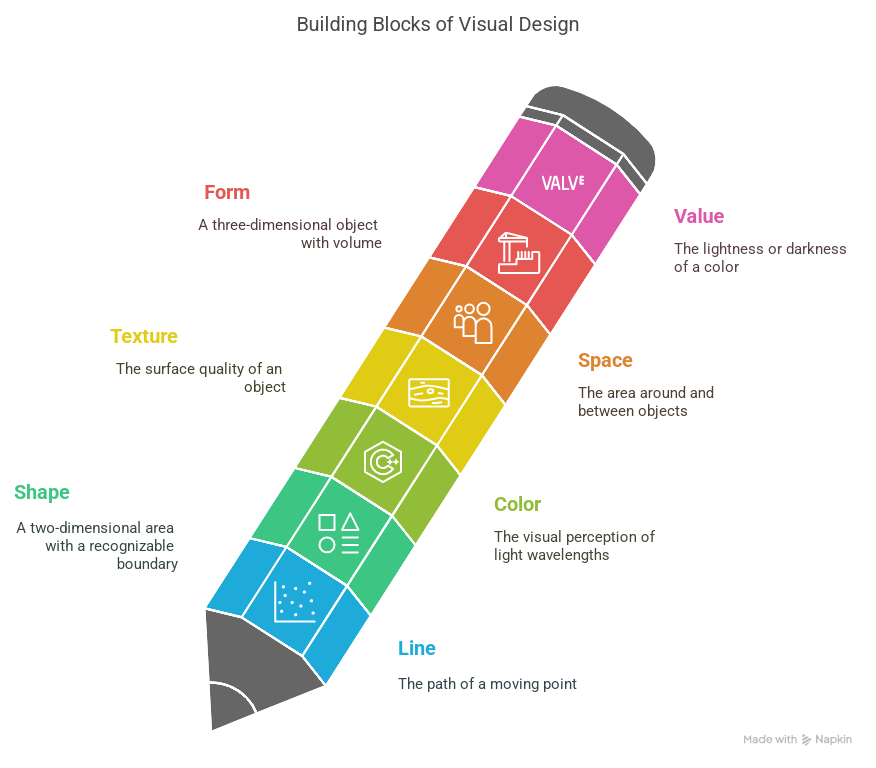 Building Blocks of Visual Design
VALVE
Form
A three-dimensional object
with volume
Value
The lightness or darkness
of a color
Texture
The surface quality of an
object
Space
The area around and
between objects
Shape
A two-dimensional area
with a recognizable
boundary
Color
The visual perception of
light wavelengths
C++
Line
The path of a moving point
Made with Napkin